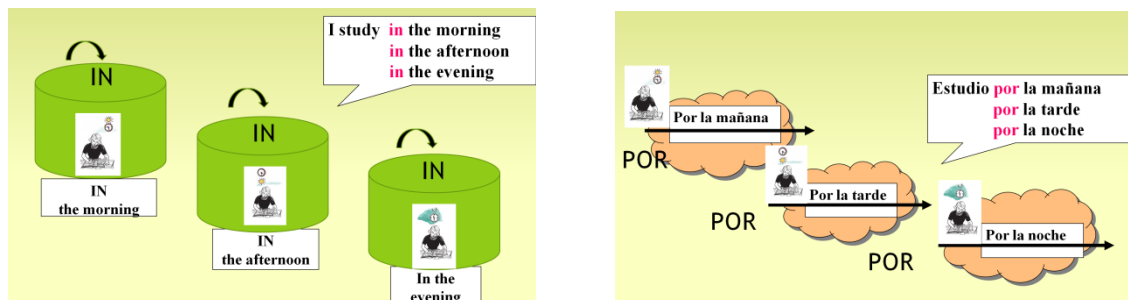 I study in the morning
in the afternoon
in the evening
IN
IN
the morning
IN
IN
the afternoon
IN
In the
evening
Estudio por la mañana
por la tarde
por la noche
Por la mañana
POR
Por la tarde
POR
Por la noche
POR